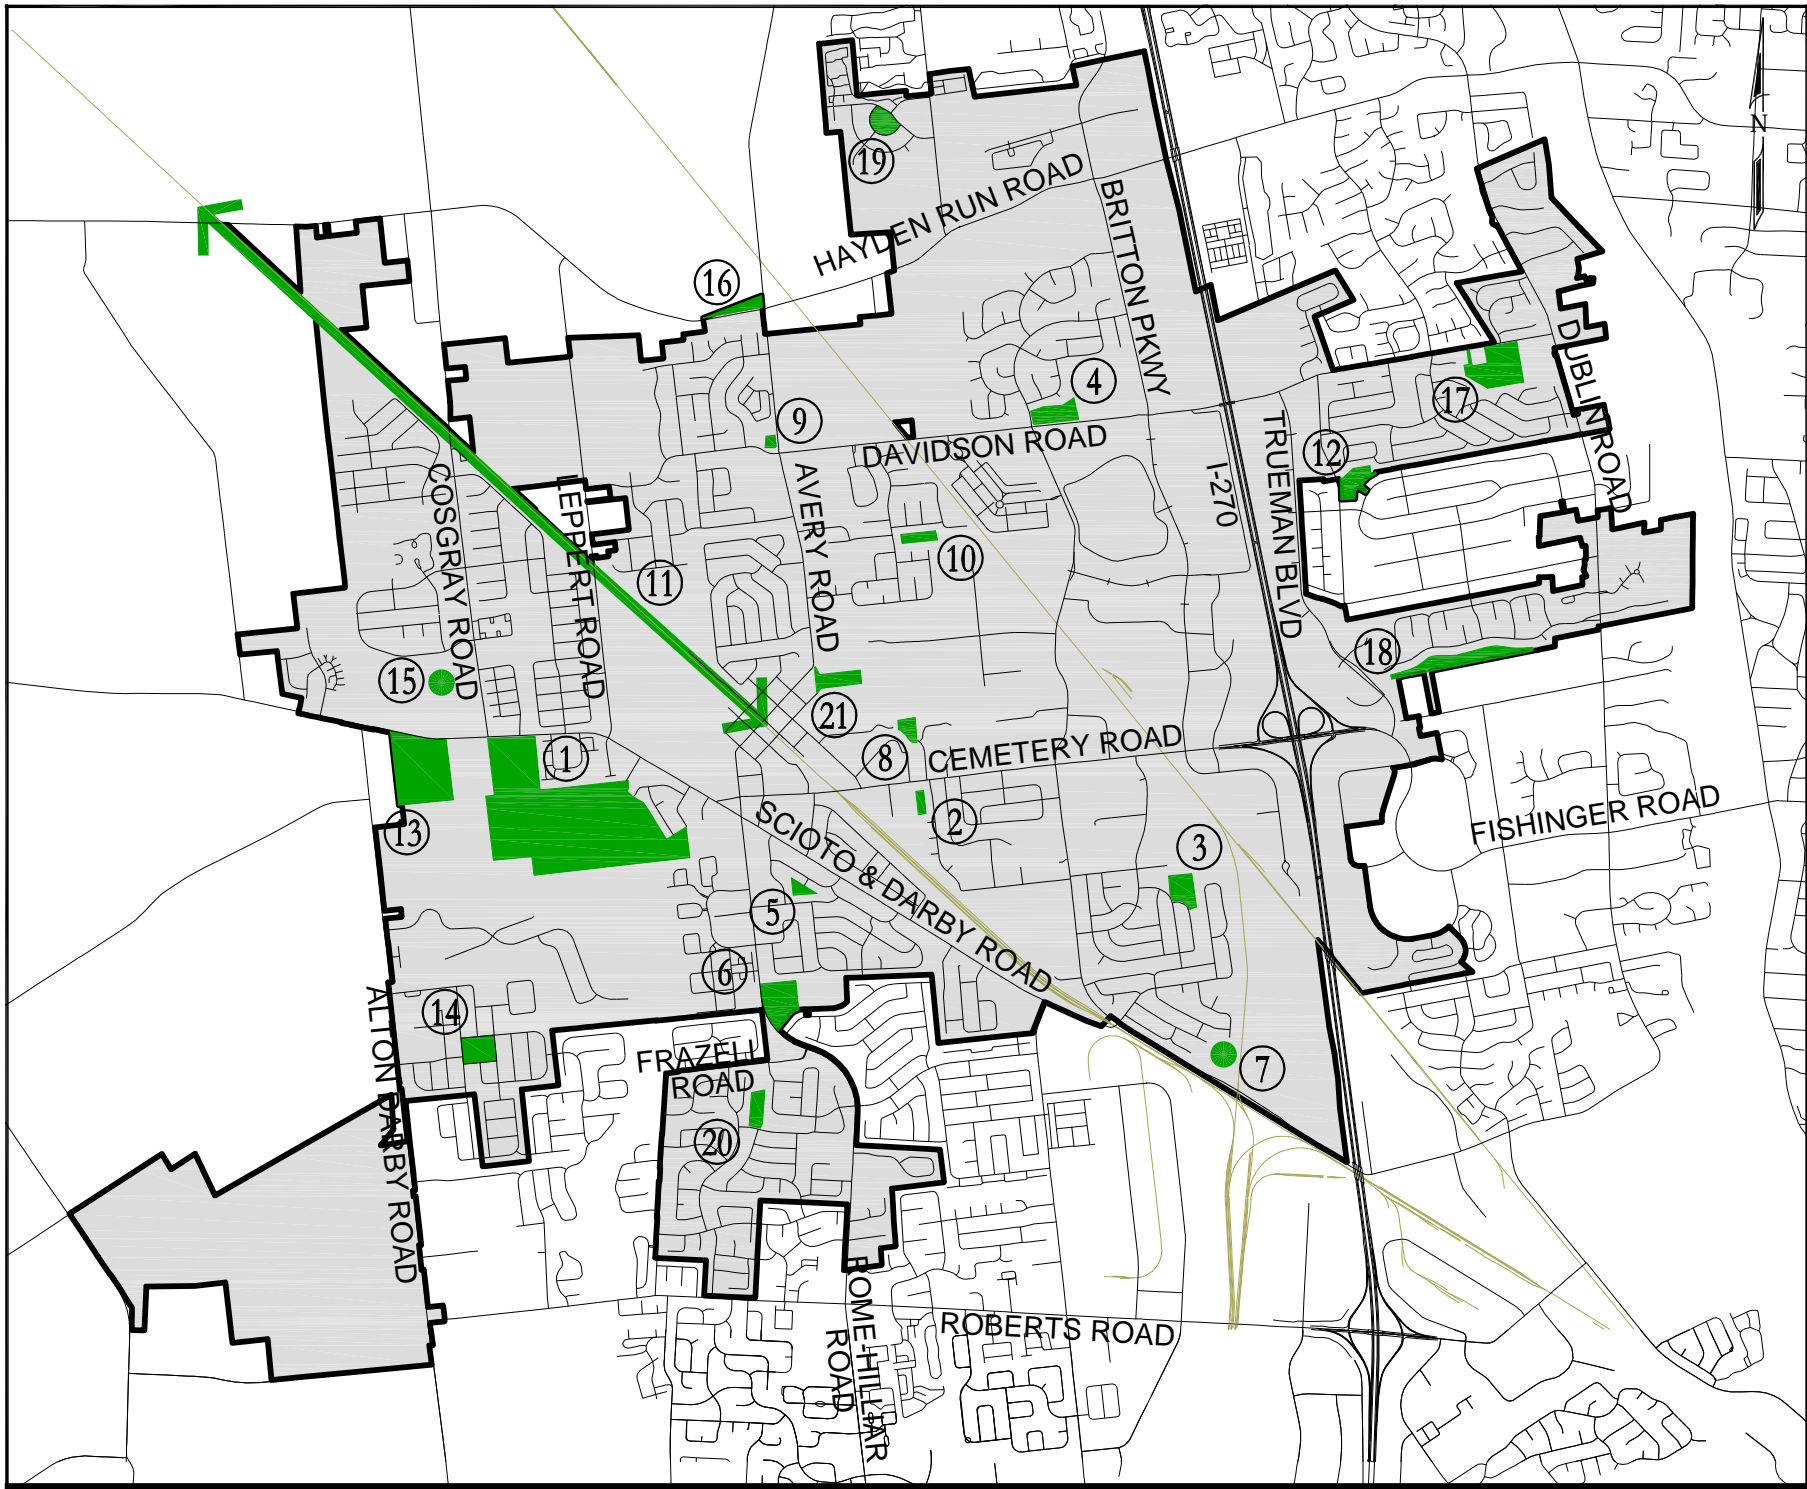 N
19
HAYDEN RUN ROAD
BRITTON PKWY
16
4
DUBLIN ROAD
17
9
DAVIDSON ROAD
TRUEMAN BLVD
12
I-270
COSGRAY ROAD
LEPPERT ROAD
AVERY ROAD
10
11
18
15
21
8
CEMETERY ROAD
1
13
SCIOTO & DARBY ROAD
2
FISHINGER ROAD
3
5
6
14
ALTON DARBY ROAD
FRAZELL
ROAD
7
20
ROME-HILLIAR
ROAD
ROBERTS ROAD